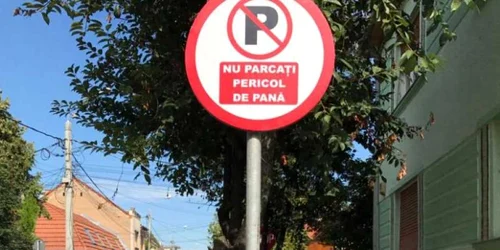 P
NU PARCAȚI
PERICOL
DE PANĂ